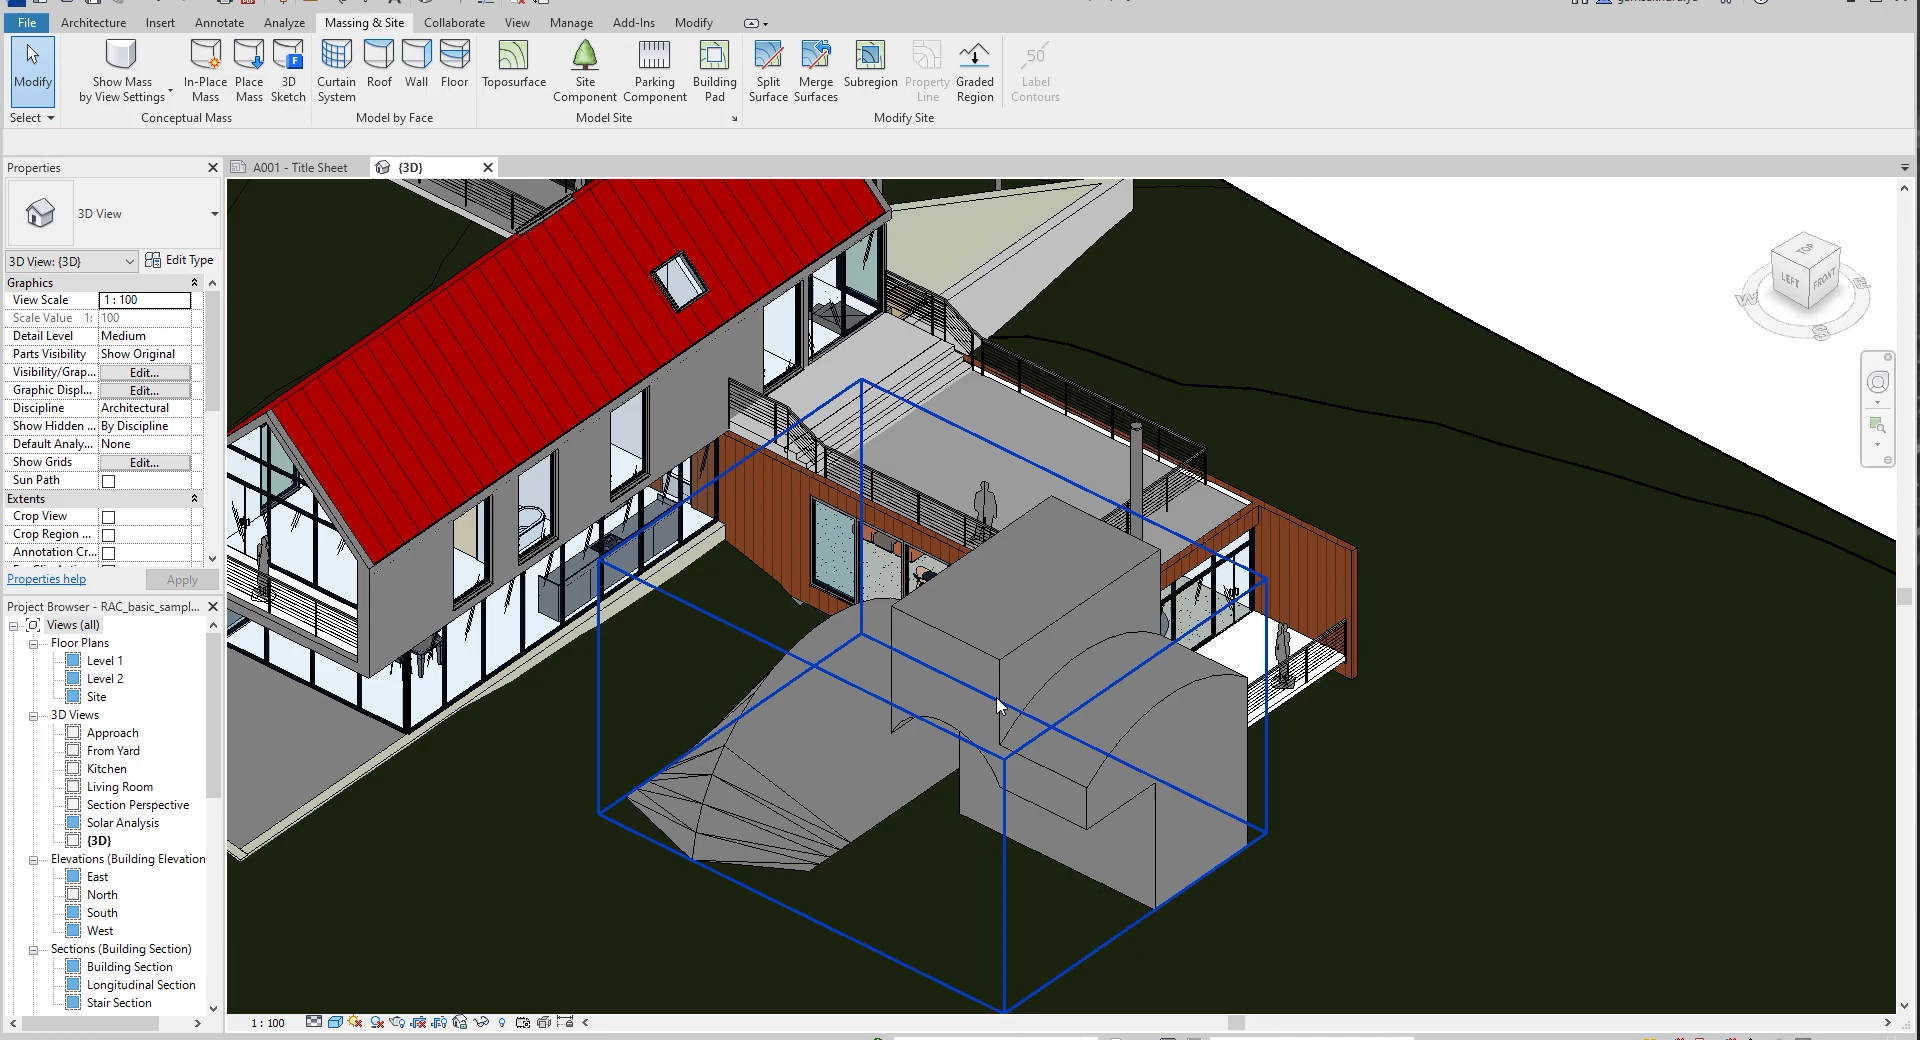 File Architecture Insert Annotate Analyze Massing & Site Collaborate View Manage Add-Ins Modify
Modify
Show Mass
by View Settings
In-Place
Mass
Place
Mass
3D
Sketch
Curtain
System
Roof
Wall
Floor
Toposurface
Site
Component
Parking
Component
Building
Pad
Split
Surface
Merge
Surfaces
Subregion
Property
Line
Graded
Region
50
Label
Contours
Select
Conceptual Mass
Model by Face
Model Site
Modify Site
Properties
A001 - Title Sheet
{3D}
3D View
3D View: {3D}
Edit Type
Graphics
View Scale 1 : 100
Scale Value 1: 100
Detail Level Medium
Parts Visibility Show Original
Visibility/Grap... Edit...
Graphic Displ... Edit...
Discipline Architectural
Show Hidden ... By Discipline
Default Analy... None
Show Grids Edit...
Sun Path
Extents
Crop View
Crop Region ...
Annotation Cr...
Properties help
Apply
Project Browser - RAC_basic_sampl...
Views (all)
Floor Plans
Level 1
Level 2
Site
3D Views
Approach
From Yard
Kitchen
Living Room
Section Perspective
Solar Analysis
{3D}
Elevations (Building Elevation
East
North
South
West
Sections (Building Section)
Building Section
Longitudinal Section
Stair Section
TOP
LEFT
FRONT
W
S
E
1 : 100